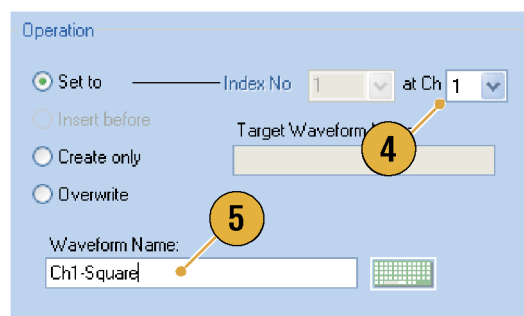 Operation
Set to Index No 1 at Ch 1
Insert before
Target Waveform
4
Create only
Overwrite
5
Waveform Name:
Ch1-Square